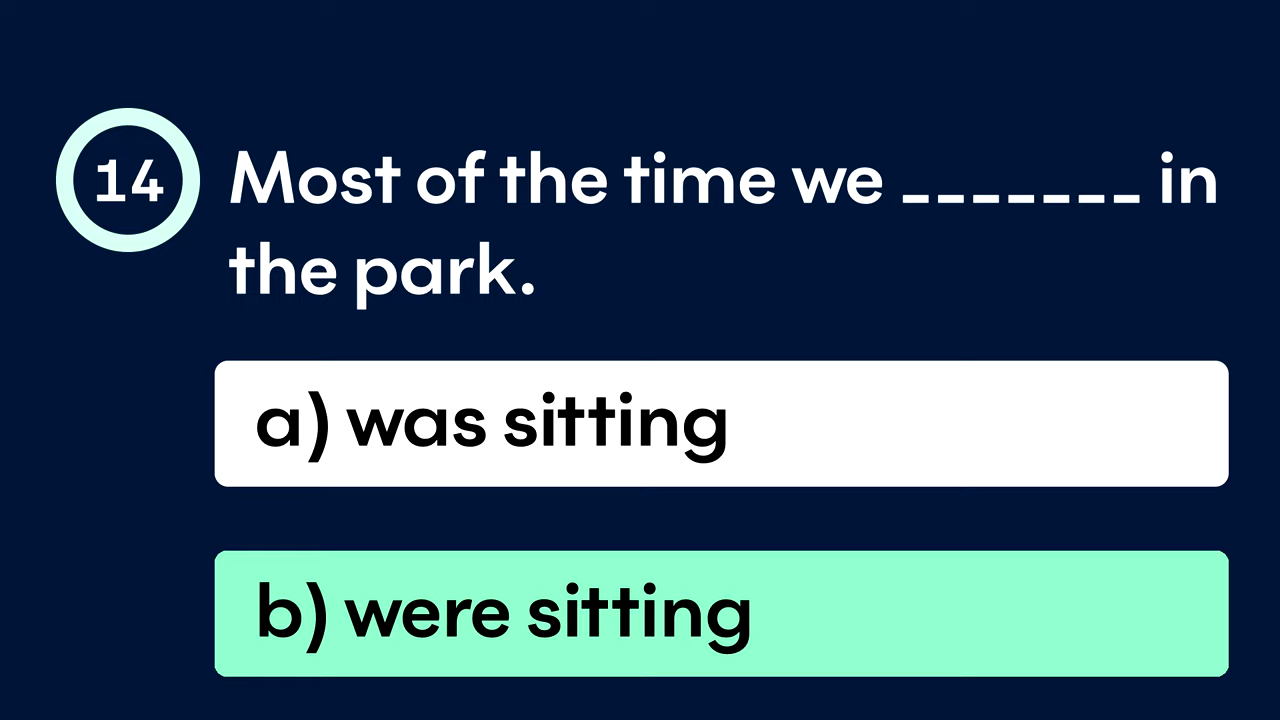 14
Most of the time we _______ in
the park.
a) was sitting
b) were sitting